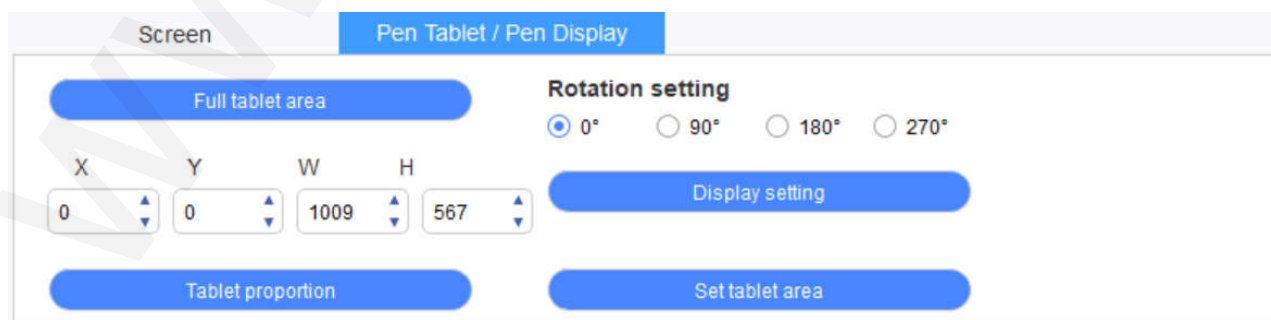 Screen
Pen Tablet / Pen Display
Full tablet area
Rotation setting
0° 90° 180° 270°
X Y W H
0 0 1009 567
Display setting
Tablet proportion
Set tablet area